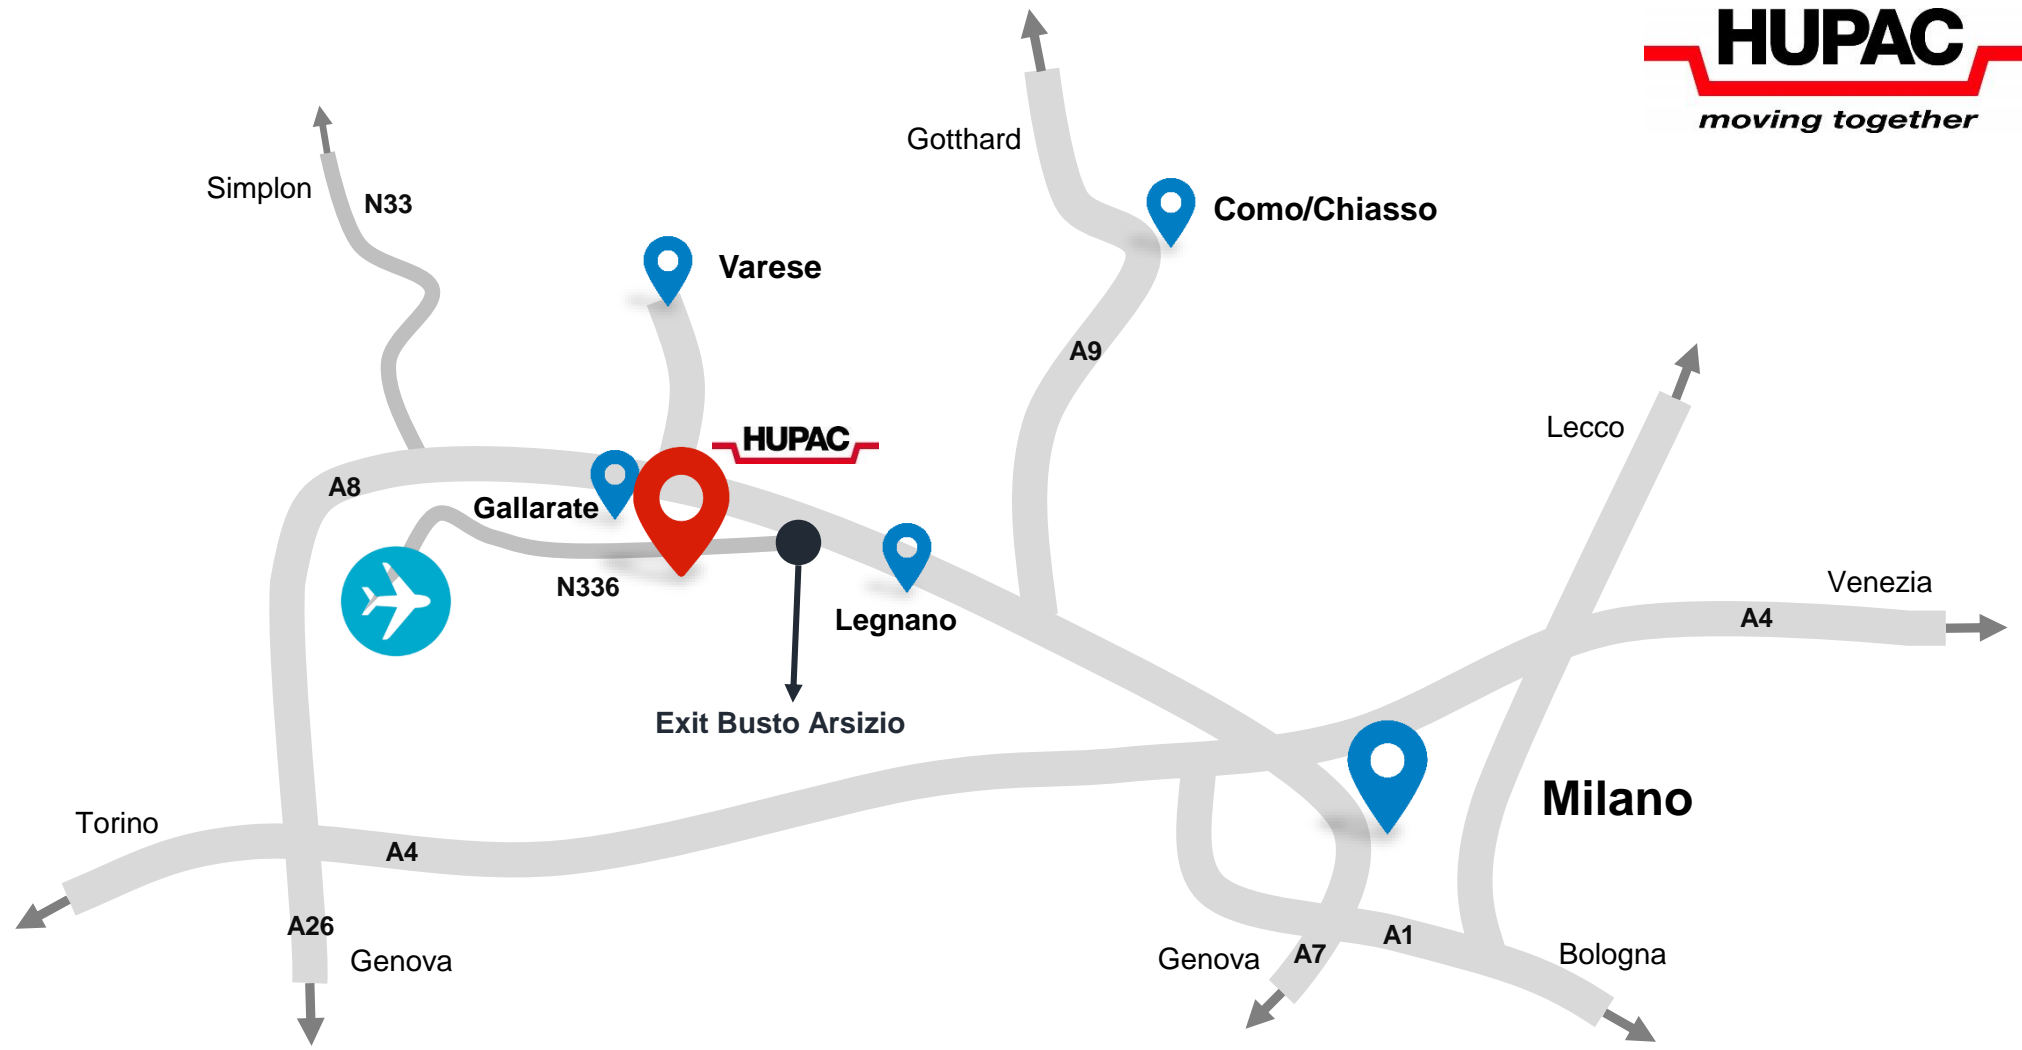 HUPAC
moving together
Gotthard
Simplon
N33
Como/Chiasso
Varese
A9
Lecco
HUPAC
A8
Gallarate
N336
Legnano
Venezia
A4
Exit Busto Arsizio
Milano
Torino
A4
A26
Genova
Genova
A7
A1
Bologna